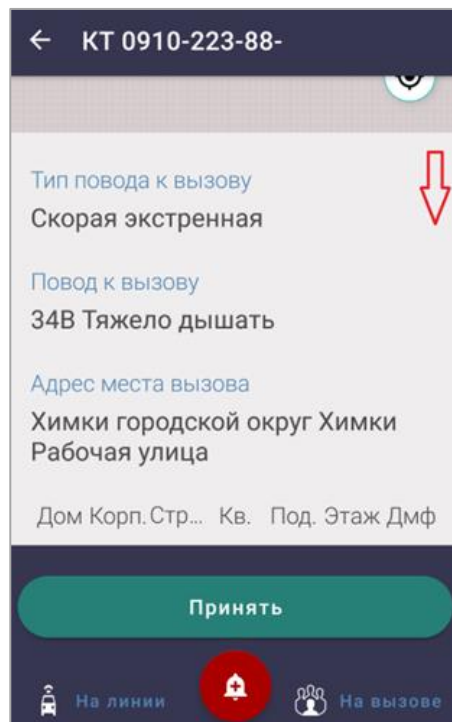 КТ 0910-223-88-
Тип повода к вызову
Скорая экстренная
Повод к вызову
34В Тяжело дышать
Адрес места вызова
Химки городской округ Химки
Рабочая улица
Дом Корп. Стр... Кв. Под. Этаж Дмф
Принять
На линии На вызове